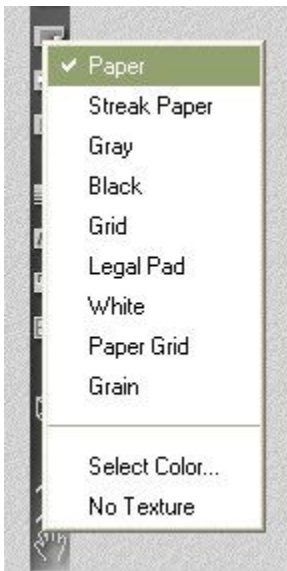 Paper
Streak Paper
Gray
Black
Grid
Legal Pad
White
Paper Grid
Grain
Select Color...
No Texture